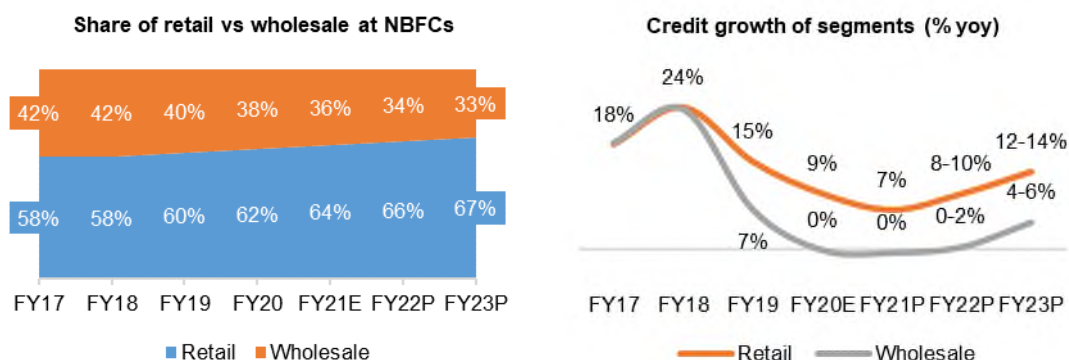 Share of retail vs wholesale at NBFCs
42% 42% 40% 38% 36% 34% 33%
58% 58% 60% 62% 64% 66% 67%
FY17 FY18 FY19 FY20 FY21E FY22P FY23P
Retail Wholesale
Credit growth of segments (% yoy)
24%
18% 15% 12-14%
9% 7% 8-10%
4-6%
7% 0% 0% 0-2%
FY17 FY18 FY19 FY20E FY21P FY22P FY23P
Retail Wholesale